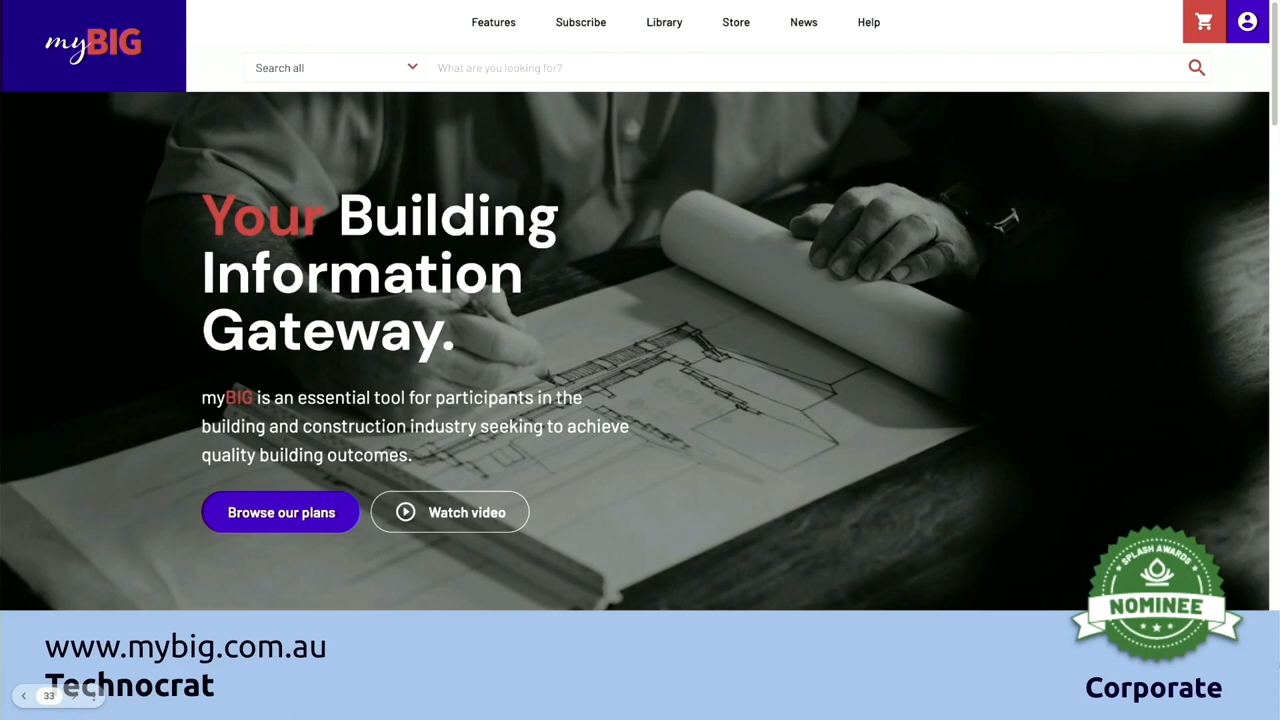 myBIG
Features Subscribe Library Store News Help
Search all What are you looking for?
Your Building
Information
Gateway.
myBIG is an essential tool for participants in the
building and construction industry seeking to achieve
quality building outcomes.
Browse our plans Watch video
SPLASH AWARDS
NOMINEE
www.mybig.com.au
Technocrat
33
Corporate